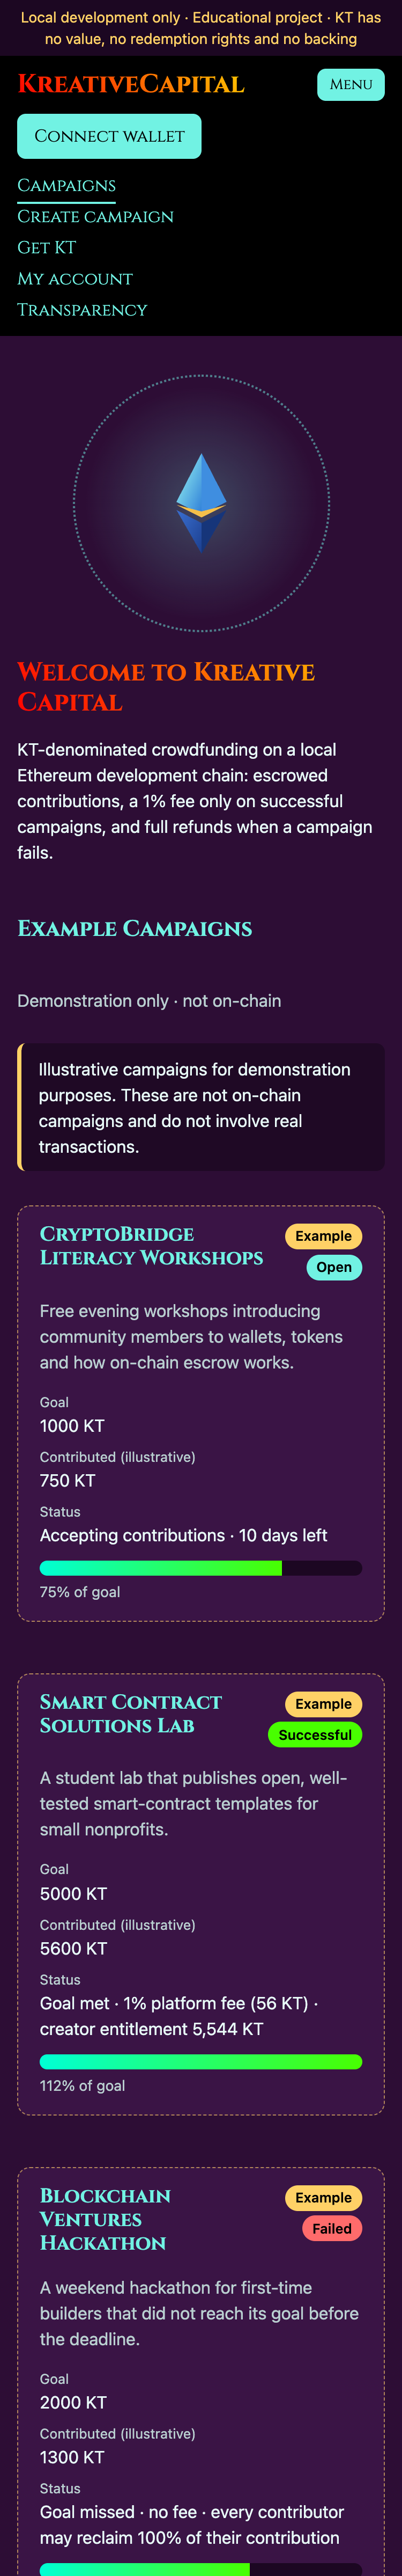 Local development only · Educational project · KT has
no value, no redemption rights and no backing
KreativeCapital
Menu
Connect wallet
Campaigns
Create campaign
Get KT
My account
Transparency
Welcome to Kreative
Capital
KT-denominated crowdfunding on a local
Ethereum development chain: escrowed
contributions, a 1% fee only on successful
campaigns, and full refunds when a campaign
fails.
Example Campaigns
Demonstration only · not on-chain
Illustrative campaigns for demonstration
purposes. These are not on-chain
campaigns and do not involve real
transactions.
CryptoBridge
Literacy Workshops
Example
Open
Free evening workshops introducing
community members to wallets, tokens
and how on-chain escrow works.
Goal
1000 KT
Contributed (illustrative)
750 KT
Status
Accepting contributions · 10 days left
75% of goal
Smart Contract
Solutions Lab
Example
Successful
A student lab that publishes open, well-
tested smart-contract templates for
small nonprofits.
Goal
5000 KT
Contributed (illustrative)
5600 KT
Status
Goal met · 1% platform fee (56 KT) ·
creator entitlement 5,544 KT
112% of goal
Blockchain
Ventures
Hackathon
Example
Failed
A weekend hackathon for first-time
builders that did not reach its goal before
the deadline.
Goal
2000 KT
Contributed (illustrative)
1300 KT
Status
Goal missed · no fee · every contributor
may reclaim 100% of their contribution